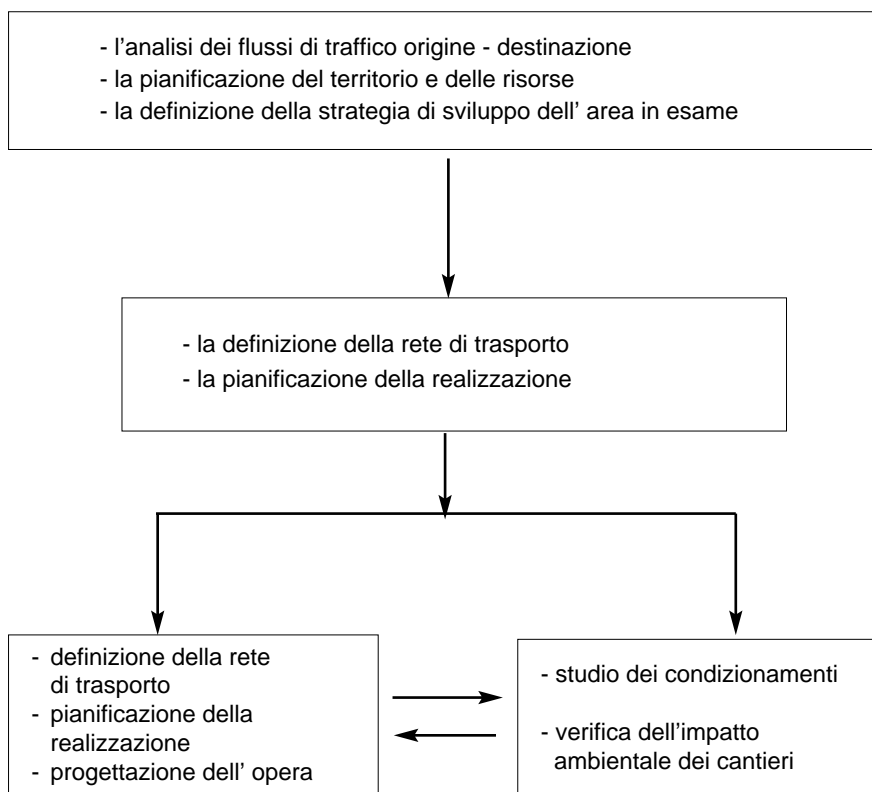 - l'analisi dei flussi di traffico origine - destinazione
- la pianificazione del territorio e delle risorse
- la definizione della strategia di sviluppo dell' area in esame
- la definizione della rete di trasporto
- la pianificazione della realizzazione
- definizione della rete
di trasporto
- pianificazione della
realizzazione
- progettazione dell' opera
- studio dei condizionamenti
- verifica dell'impatto
ambientale dei cantieri